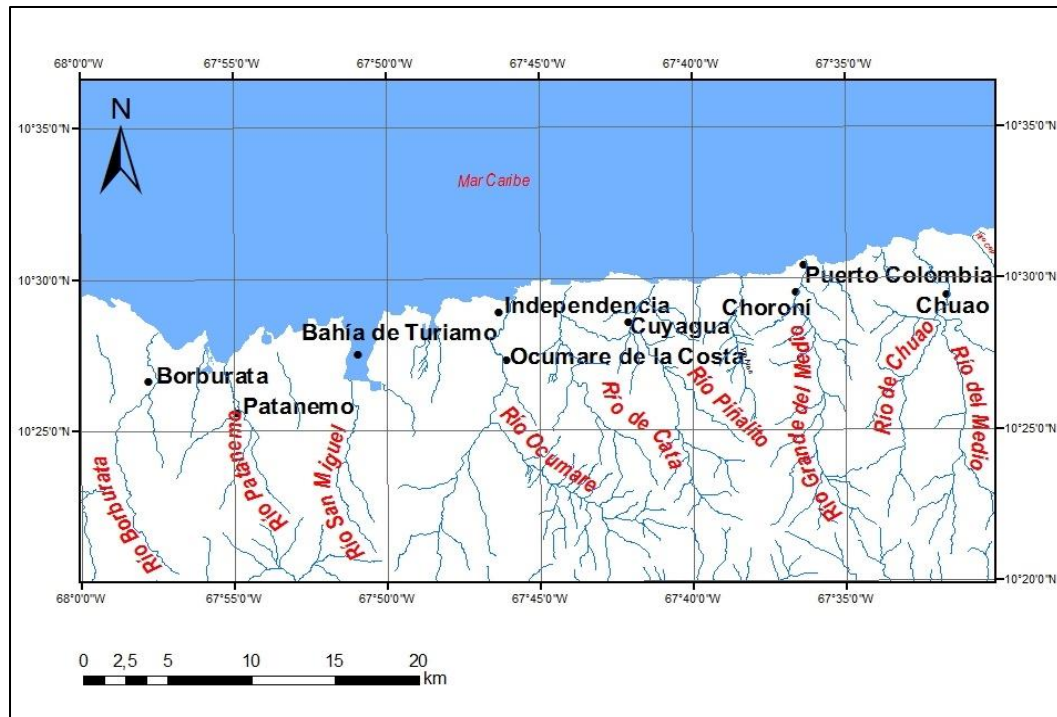 68°0'0"W 67°55'0"W 67°50'0"W 67°45'0"W 67°40'0"W 67°35'0"W
N
10°35'0"N 10°35'0"N
Mar Caribe
10°30'0"N 10°30'0"N
Puerto Colombia
Independencia
Choroní
Chuao
Bahía de Turiamo
Cuyagua
Ocumare de la Costa
Borburata
Patanemo
10°25'0"N 10°25'0"N
Río Borburata
Río Patanemo
Río San Miguel
Río Ocumare
Río de Cata
Río Piñalito
Río Grande del Medio
Río de Chuao
Río del Medio
10°20'0"N 10°20'0"N
68°0'0"W 67°55'0"W 67°50'0"W 67°45'0"W 67°40'0"W 67°35'0"W
0 2,5 5 10 15 20
km